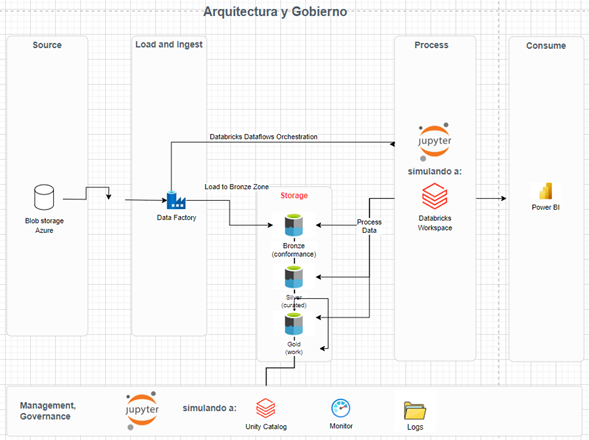 Arquitectura y Gobierno
Source
Load and Ingest
Process
Consume
Databricks Dataflows Orchestration
jupyter
simulando a:
Load to Bronze Zone
Storage
Blob storage
Azure
Data Factory
Process
Data
Databricks
Workspace
Power BI
Bronze
(conformance)
Silver
(curated)
Gold
(work)
Management,
Governance
jupyter
simulando a:
Unity Catalog
Monitor
Logs